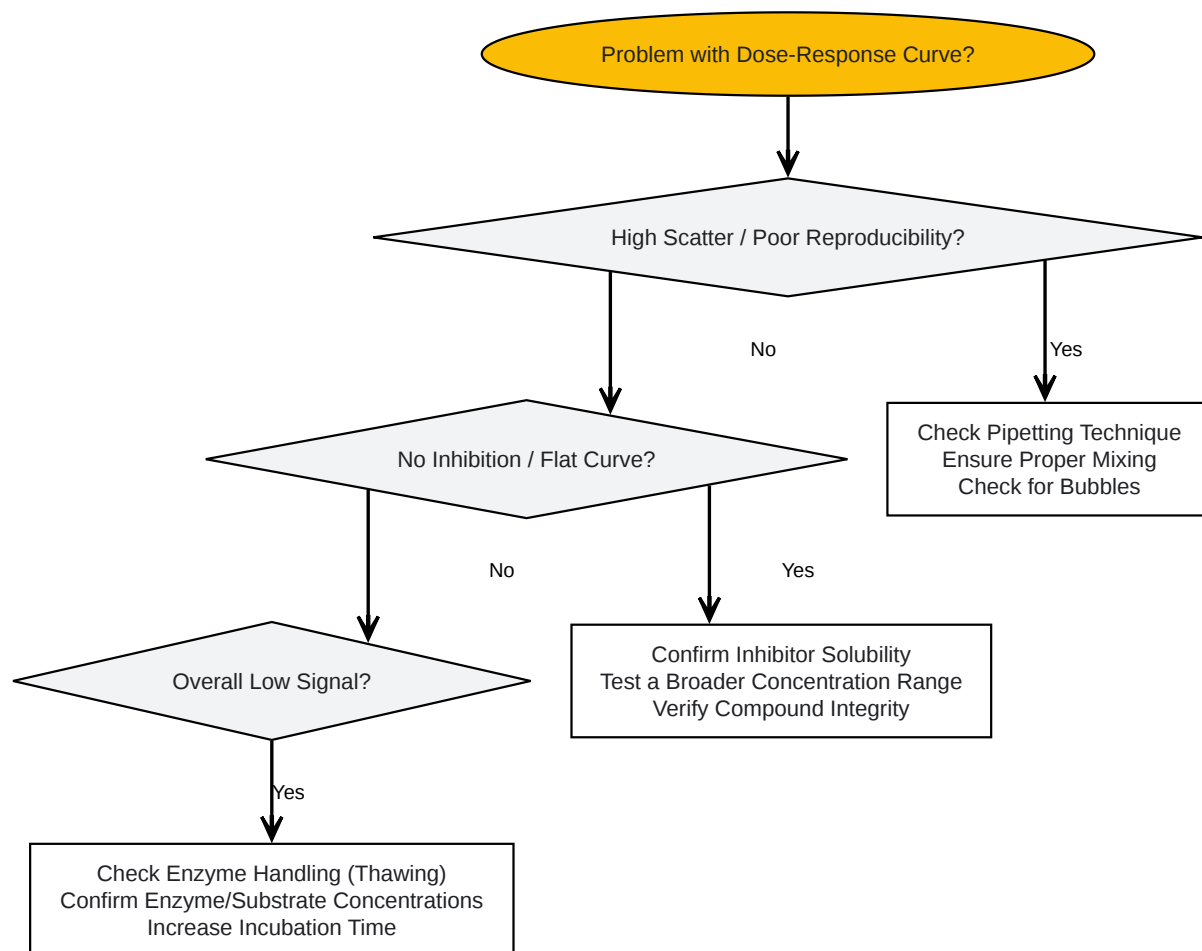 Problem with Dose-Response Curve?
High Scatter / Poor Reproducibility?
No
Yes
Check Pipetting Technique
Ensure Proper Mixing
Check for Bubbles
No Inhibition / Flat Curve?
No
Yes
Confirm Inhibitor Solubility
Test a Broader Concentration Range
Verify Compound Integrity
Overall Low Signal?
Yes
Check Enzyme Handling (Thawing)
Confirm Enzyme/Substrate Concentrations
Increase Incubation Time